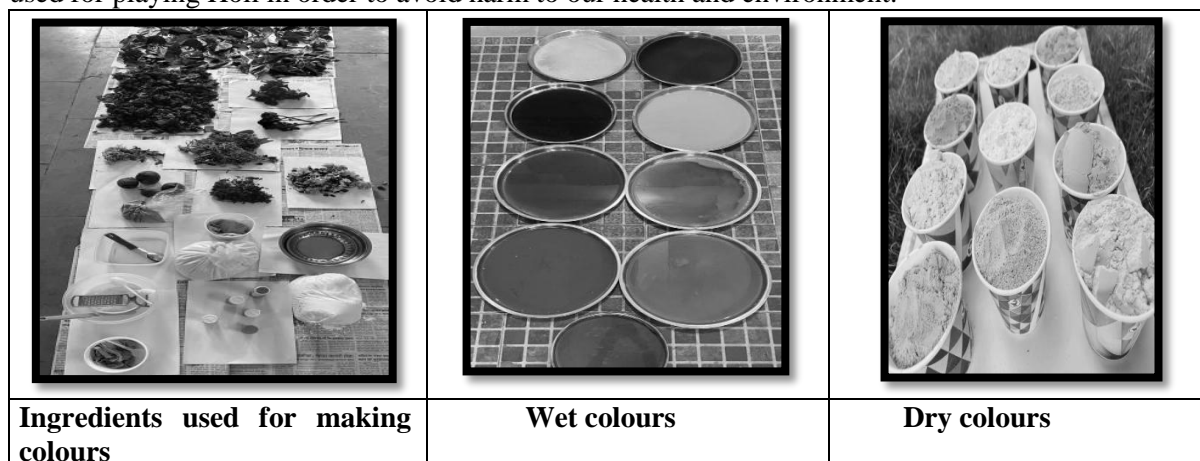 used for playing Holi in order to avoid harm to our health and environment.
Ingredients used for making
colours
Wet colours
Dry colours